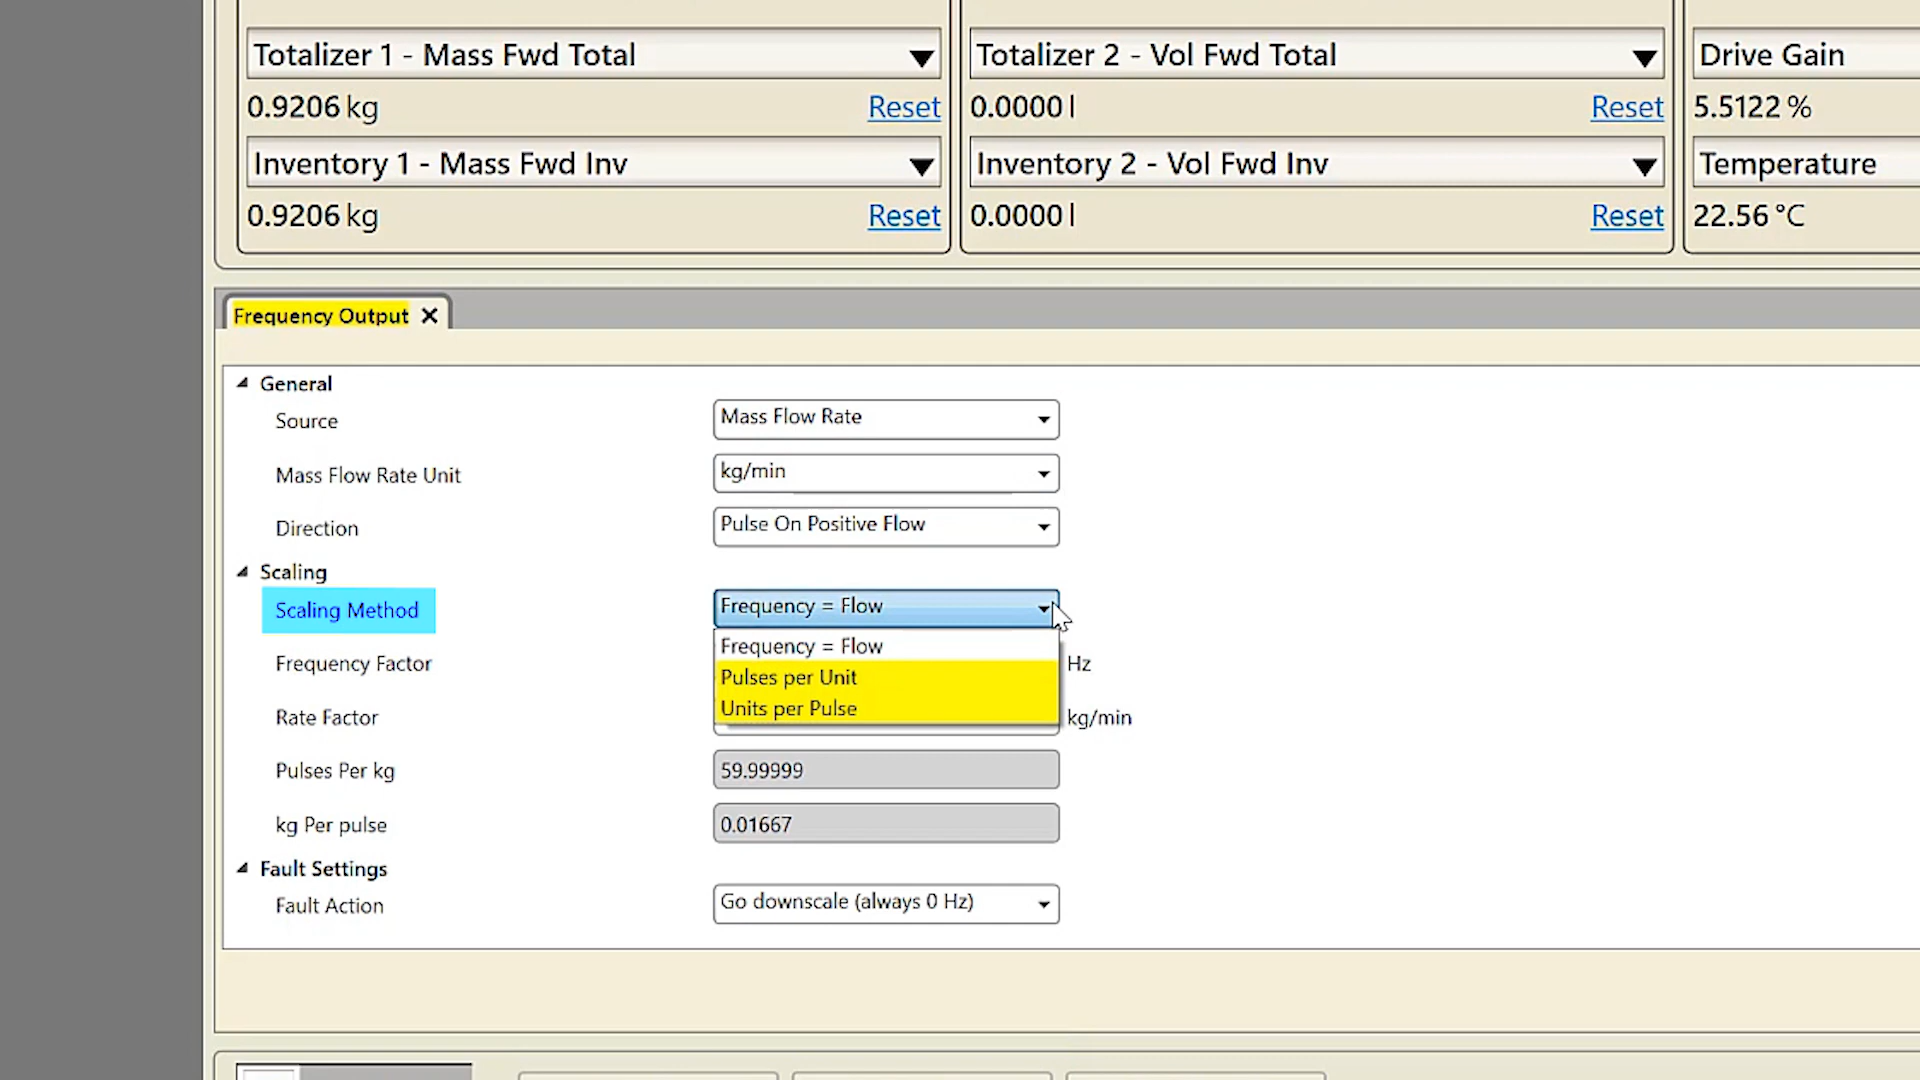 Totalizer 1 - Mass Fwd Total
0.9206 kg Reset
Inventory 1 - Mass Fwd Inv
0.9206 kg Reset
Totalizer 2 - Vol Fwd Total
0.0000 l Reset
Inventory 2 - Vol Fwd Inv
0.0000 l Reset
Drive Gain
5.5122 %
Temperature
22.56 °C
Frequency Output
General
Source Mass Flow Rate
Mass Flow Rate Unit kg/min
Direction Pulse On Positive Flow
Scaling
Scaling Method Frequency = Flow
Frequency = Flow
Pulses per Unit
Units per Pulse
Frequency Factor Hz
Rate Factor kg/min
Pulses Per kg 59.99999
kg Per pulse 0.01667
Fault Settings
Fault Action Go downscale (always 0 Hz)